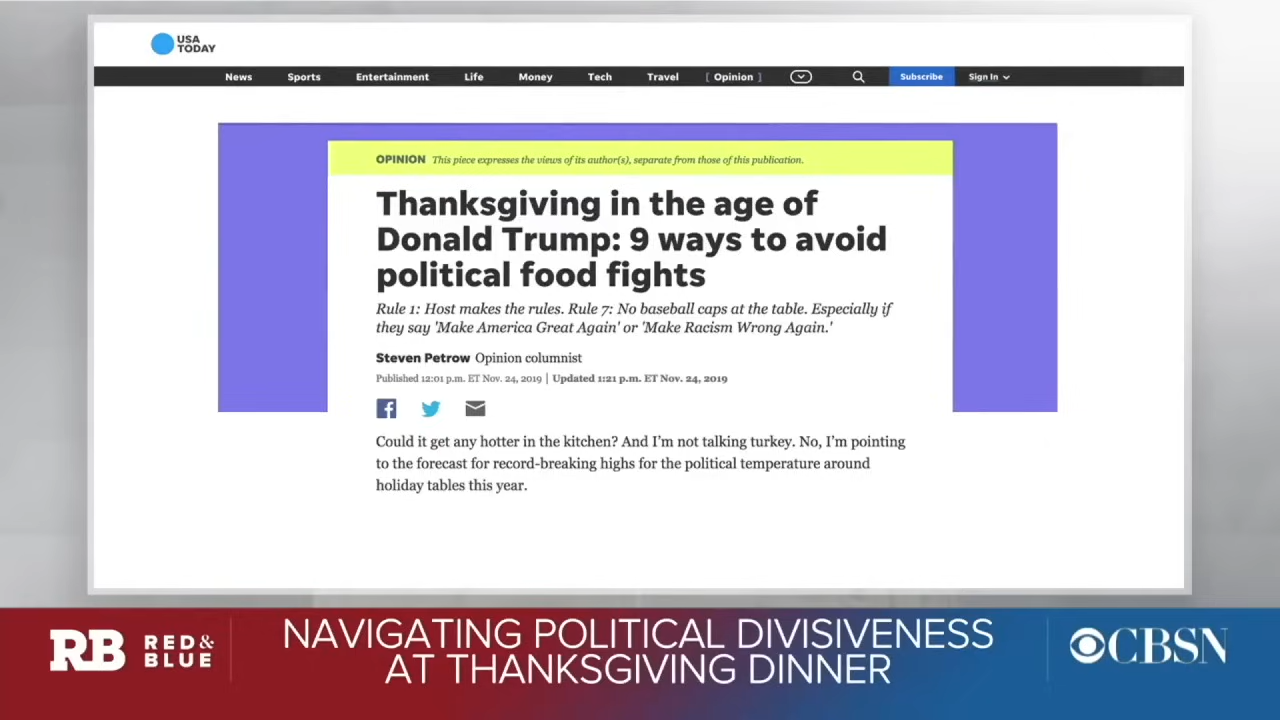 USA
TODAY
News Sports Entertainment Life Money Tech Travel [ Opinion ] Subscribe Sign In
OPINION This piece expresses the views of its author(s), separate from those of this publication.
Thanksgiving in the age of
Donald Trump: 9 ways to avoid
political food fights
Rule 1: Host makes the rules. Rule 7: No baseball caps at the table. Especially if
they say 'Make America Great Again' or 'Make Racism Wrong Again.'
Steven Petrow Opinion columnist
Published 12:01 p.m. ET Nov. 24, 2019 | Updated 1:21 p.m. ET Nov. 24, 2019
Could it get any hotter in the kitchen? And I'm not talking turkey. No, I'm pointing
to the forecast for record-breaking highs for the political temperature around
holiday tables this year.
RB RED &
BLUE
NAVIGATING POLITICAL DIVISIVENESS
AT THANKSGIVING DINNER
CBSN